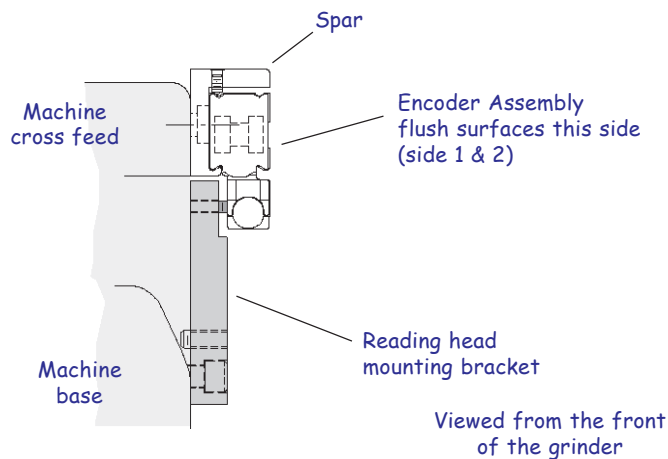 Spar
Machine
cross feed
Encoder Assembly
flush surfaces this side
(side 1 & 2)
Reading head
mounting bracket
Machine
base
Viewed from the front
of the grinder